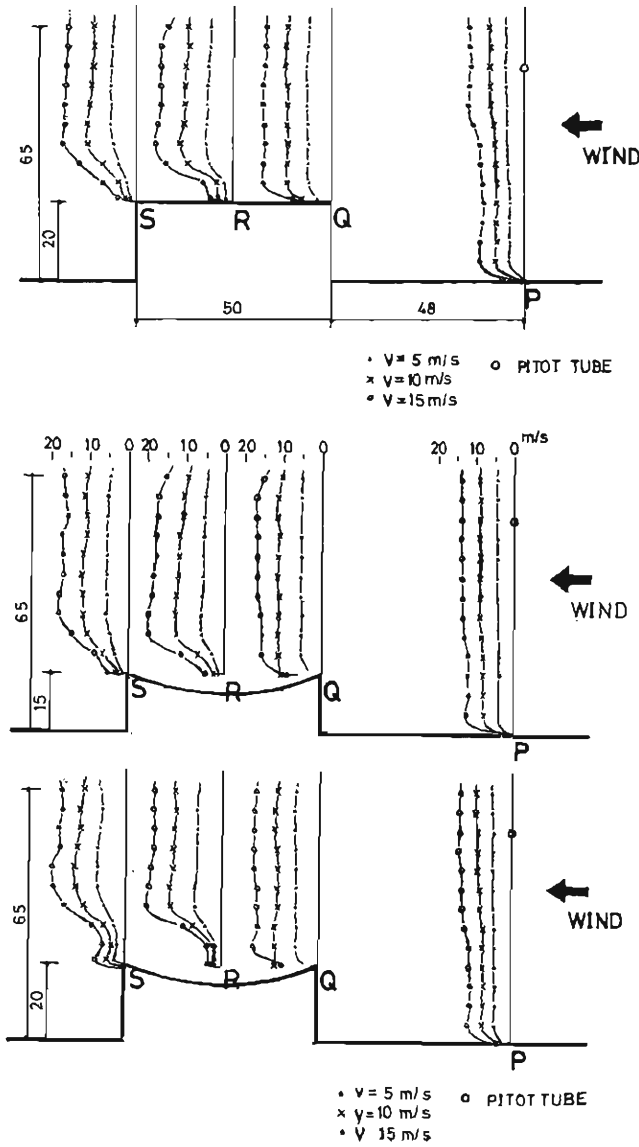 65
20
WIND
S R Q
P
50 48
• V= 5 m/s o PITOT TUBE
x V=10 m/s
o V=15 m/s
20 10 0 20 10 0 20 10 0 20 10 0 m/s
65
15
WIND
S R Q
P
65
20
WIND
S R Q
P
• V= 5 m/s o PITOT TUBE
x V=10 m/s
• V 15 m/s